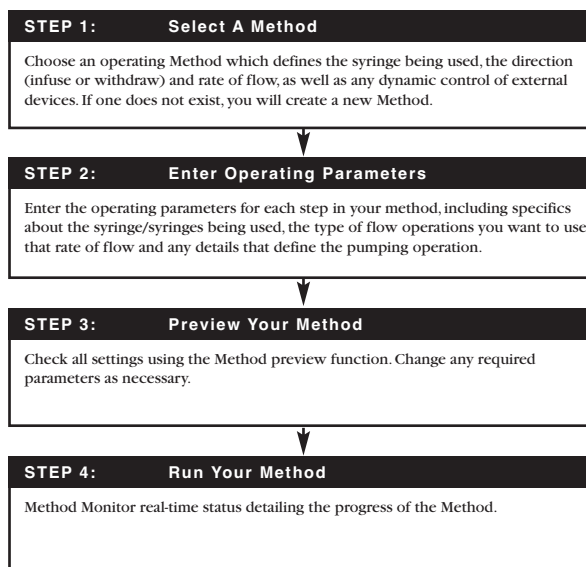 STEP 1: Select A Method
Choose an operating Method which defines the syringe being used, the direction
(infuse or withdraw) and rate of flow, as well as any dynamic control of external
devices. If one does not exist, you will create a new Method.
STEP 2: Enter Operating Parameters
Enter the operating parameters for each step in your method, including specifics
about the syringe/syringes being used, the type of flow operations you want to use
that rate of flow and any details that define the pumping operation.
STEP 3: Preview Your Method
Check all settings using the Method preview function. Change any required
parameters as necessary.
STEP 4: Run Your Method
Method Monitor real-time status detailing the progress of the Method.